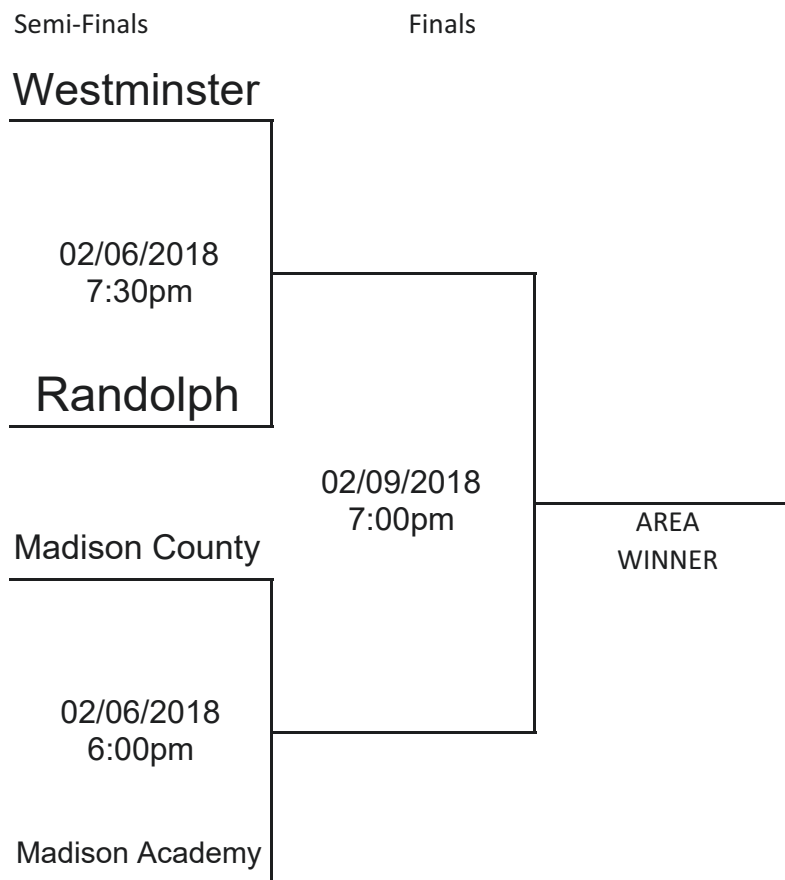 Semi-Finals
Finals
Westminster
02/06/2018
7:30pm
Randolph
02/09/2018
7:00pm
AREA
WINNER
Madison County
02/06/2018
6:00pm
Madison Academy